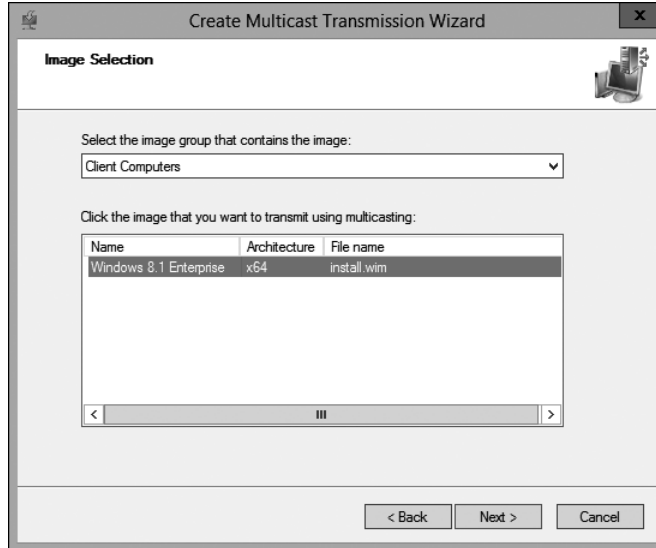 Create Multicast Transmission Wizard
x
Image Selection
Select the image group that contains the image:
Client Computers
Click the image that you want to transmit using multicasting:
Name Architecture File name
Windows 8.1 Enterprise x64 install.wim
< Back Next > Cancel